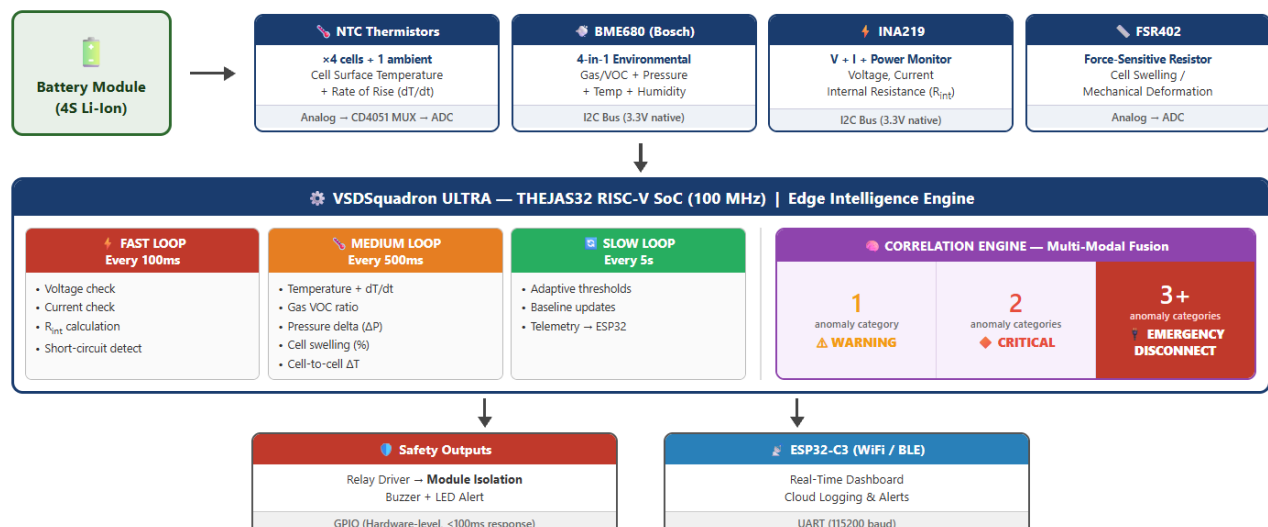 Battery Module
(4S Li-Ion)
NTC Thermistors
×4 cells + 1 ambient
Cell Surface Temperature
+ Rate of Rise (dT/dt)
Analog → CD4051 MUX → ADC
BME680 (Bosch)
4-in-1 Environmental
Gas/VOC + Pressure
+ Temp + Humidity
I2C Bus (3.3V native)
INA219
V + I + Power Monitor
Voltage, Current
Internal Resistance (Rint)
I2C Bus (3.3V native)
FSR402
Force-Sensitive Resistor
Cell Swelling /
Mechanical Deformation
Analog → ADC
VSDSquadron ULTRA — THEJAS32 RISC-V SoC (100 MHz) | Edge Intelligence Engine
FAST LOOP
Every 100ms
• Voltage check
• Current check
• Rint calculation
• Short-circuit detect
MEDIUM LOOP
Every 500ms
• Temperature + dT/dt
• Gas VOC ratio
• Pressure delta (ΔP)
• Cell swelling (%)
• Cell-to-cell ΔT
SLOW LOOP
Every 5s
• Adaptive thresholds
• Baseline updates
• Telemetry → ESP32
CORRELATION ENGINE — Multi-Modal Fusion
1
anomaly category
WARNING
2
anomaly categories
CRITICAL
3+
anomaly categories
EMERGENCY
DISCONNECT
Safety Outputs
Relay Driver → Module Isolation
Buzzer + LED Alert
GPIO (Hardware-level, <100ms response)
ESP32-C3 (WiFi / BLE)
Real-Time Dashboard
Cloud Logging & Alerts
UART (115200 baud)